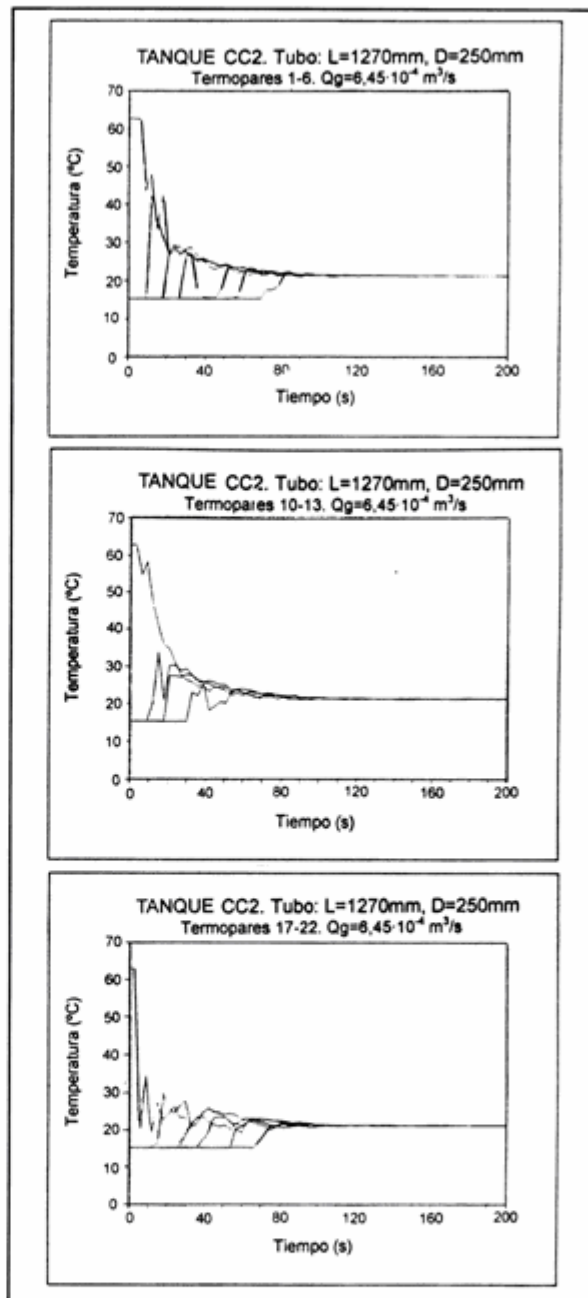 TANQUE CC2. Tubo: L=1270mm, D=250mm
Termopares 1-6. Qg=6,45·10⁻⁴ m³/s
Temperatura (ºC)
70
60
50
40
30
20
10
0
0 40 80 120 160 200
Tiempo (s)
TANQUE CC2. Tubo: L=1270mm, D=250mm
Termopares 10-13. Qg=6,45·10⁻⁴ m³/s
Temperatura (ºC)
70
60
50
40
30
20
10
0
0 40 80 120 160 200
Tiempo (s)
TANQUE CC2. Tubo: L=1270mm, D=250mm
Termopares 17-22. Qg=6,45·10⁻⁴ m³/s
Temperatura (ºC)
70
60
50
40
30
20
10
0
0 40 80 120 160 200
Tiempo (s)